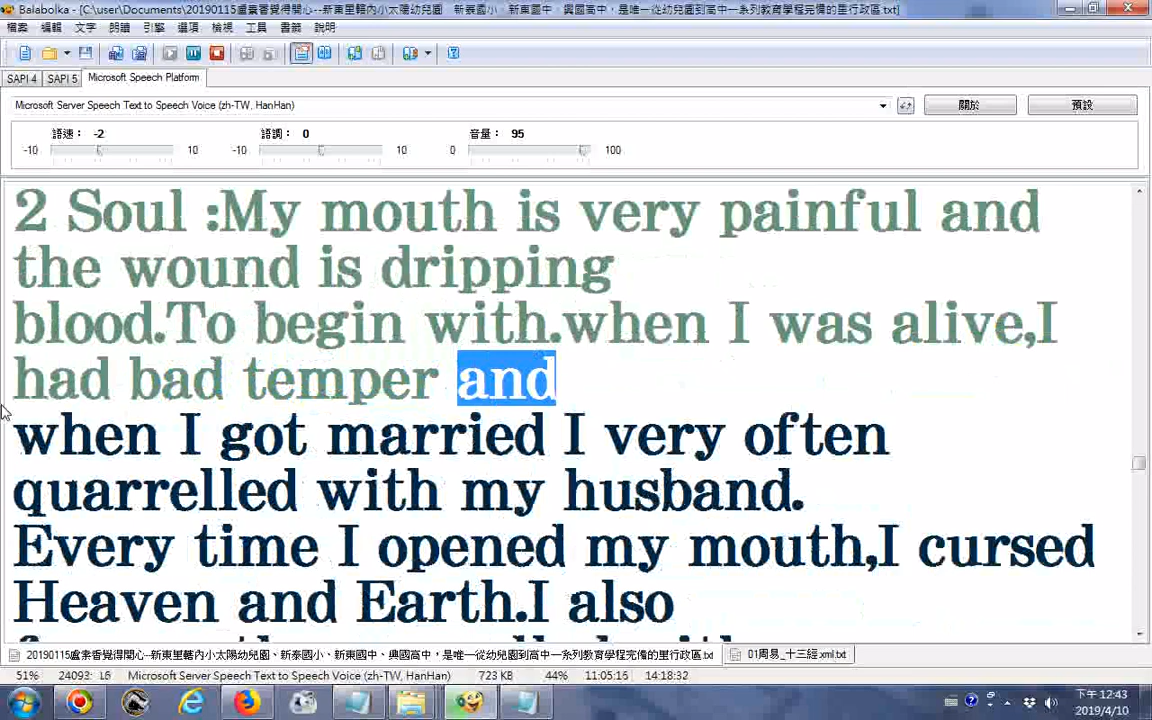 Balabolka - [C:\user\Documents\20190115盧素香覺得開心--新東里轄內小太陽幼兒園　新泰國小、新東國中、興國高中，是唯一從幼兒園到高中一系列教育學程完備的里行政區.txt]
檔案 編輯 文字 朗讀 引擎 選項 檢視 工具 書籤 說明
SAPI 4 SAPI 5 Microsoft Speech Platform
Microsoft Server Speech Text to Speech Voice (zh-TW, HanHan) 關於 預設
語速： -2 語調： 0 音量： 95
-10 10 -10 10 0 100
2 Soul :My mouth is very painful and
the wound is dripping
blood.To begin with.when I was alive,I
had bad temper and
when I got married I very often
quarrelled with my husband.
Every time I opened my mouth,I cursed
Heaven and Earth.I also
20190115盧素香覺得開心--新東里轄內小太陽幼兒園、新泰國小、新東國中、興國高中，是唯一從幼兒園到高中一系列教育學程完備的里行政區.txt 01周易_十三經.xml.txt
51% 24093: 16 Microsoft Server Speech Text to Speech Voice (zh-TW, HanHan) 723 KB 44% 11:05:16 14:18:32
下午 12:43
2019/4/10